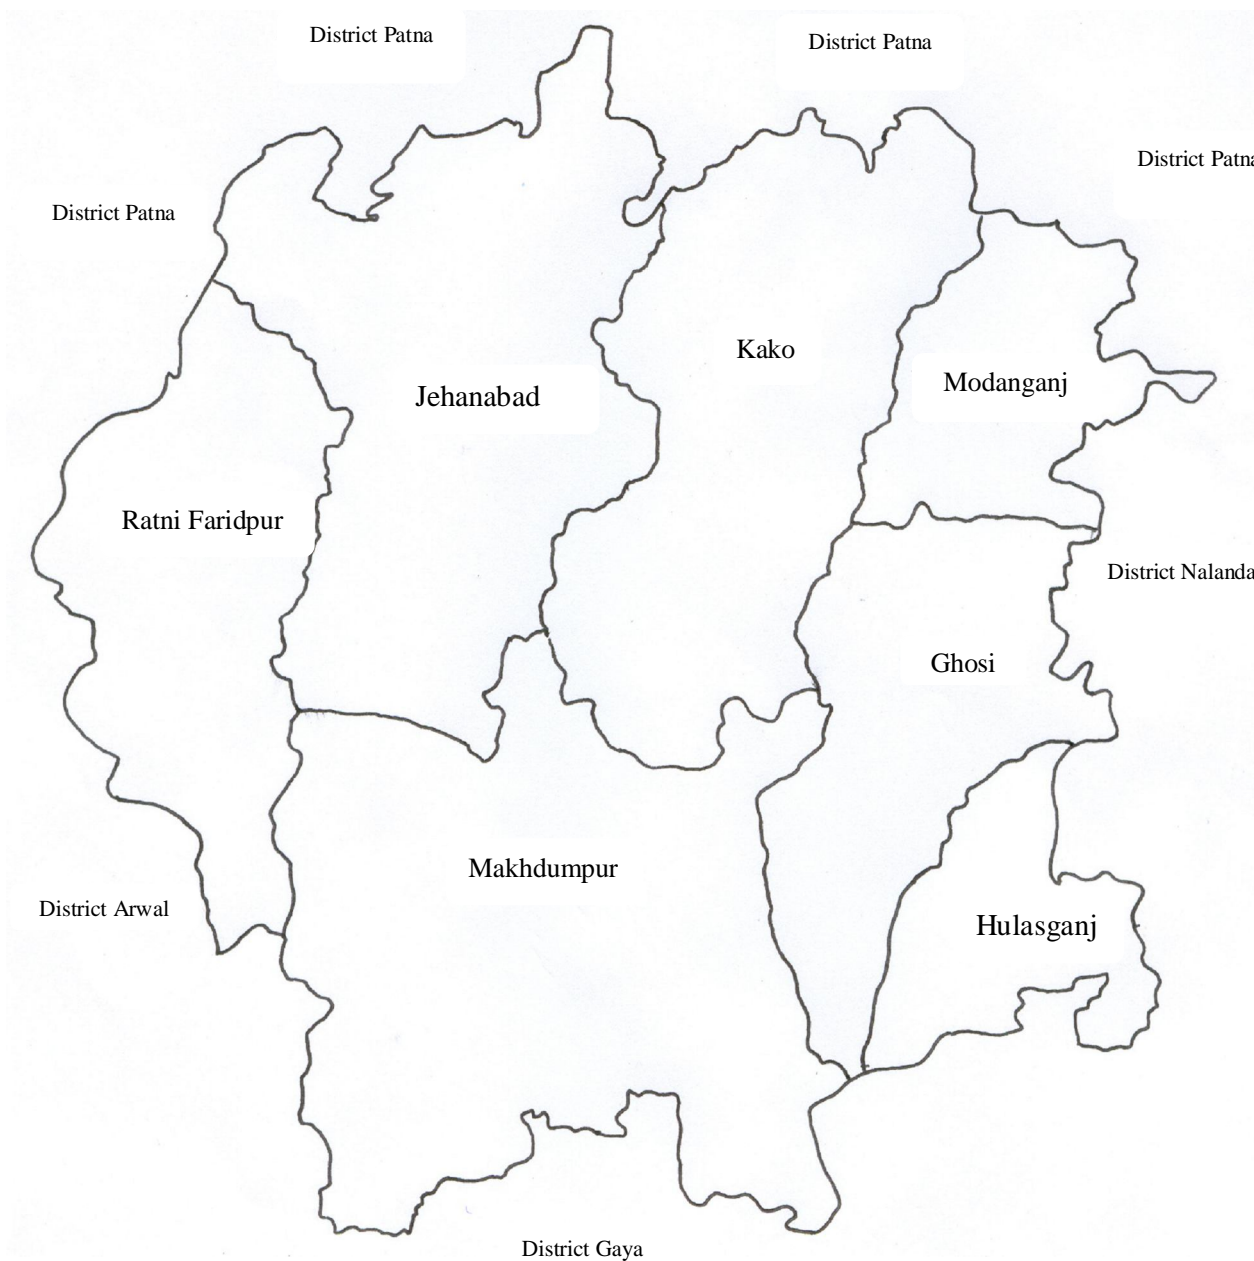 District Patna
District Patna
District Patna
District Patna
Kako
Modanganj
Jehanabad
Ratni Faridpur
District Nalanda
Ghosi
Makhdumpur
District Arwal
Hulasganj
District Gaya